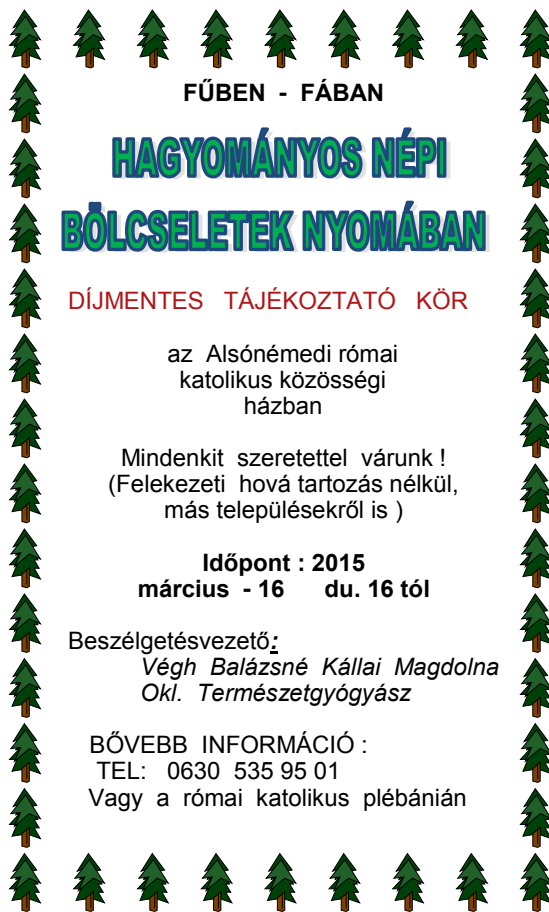 FŰBEN - FÁBAN
HAGYOMÁNYOS NÉPI
BÖLCSELETEK NYOMÁBAN
DÍJMENTES TÁJÉKOZTATÓ KÖR
az Alsónémedi római
katolikus közösségi
házban
Mindenkit szeretettel várunk !
(Felekezeti hová tartozás nélkül,
más településekről is )
Időpont : 2015
március - 16 du. 16 tól
Beszélgetésvezető:
Végh Balázsné Kállai Magdolna
Okl. Természetgyógyász
BŐVEBB INFORMÁCIÓ :
TEL: 0630 535 95 01
Vagy a római katolikus plébánián